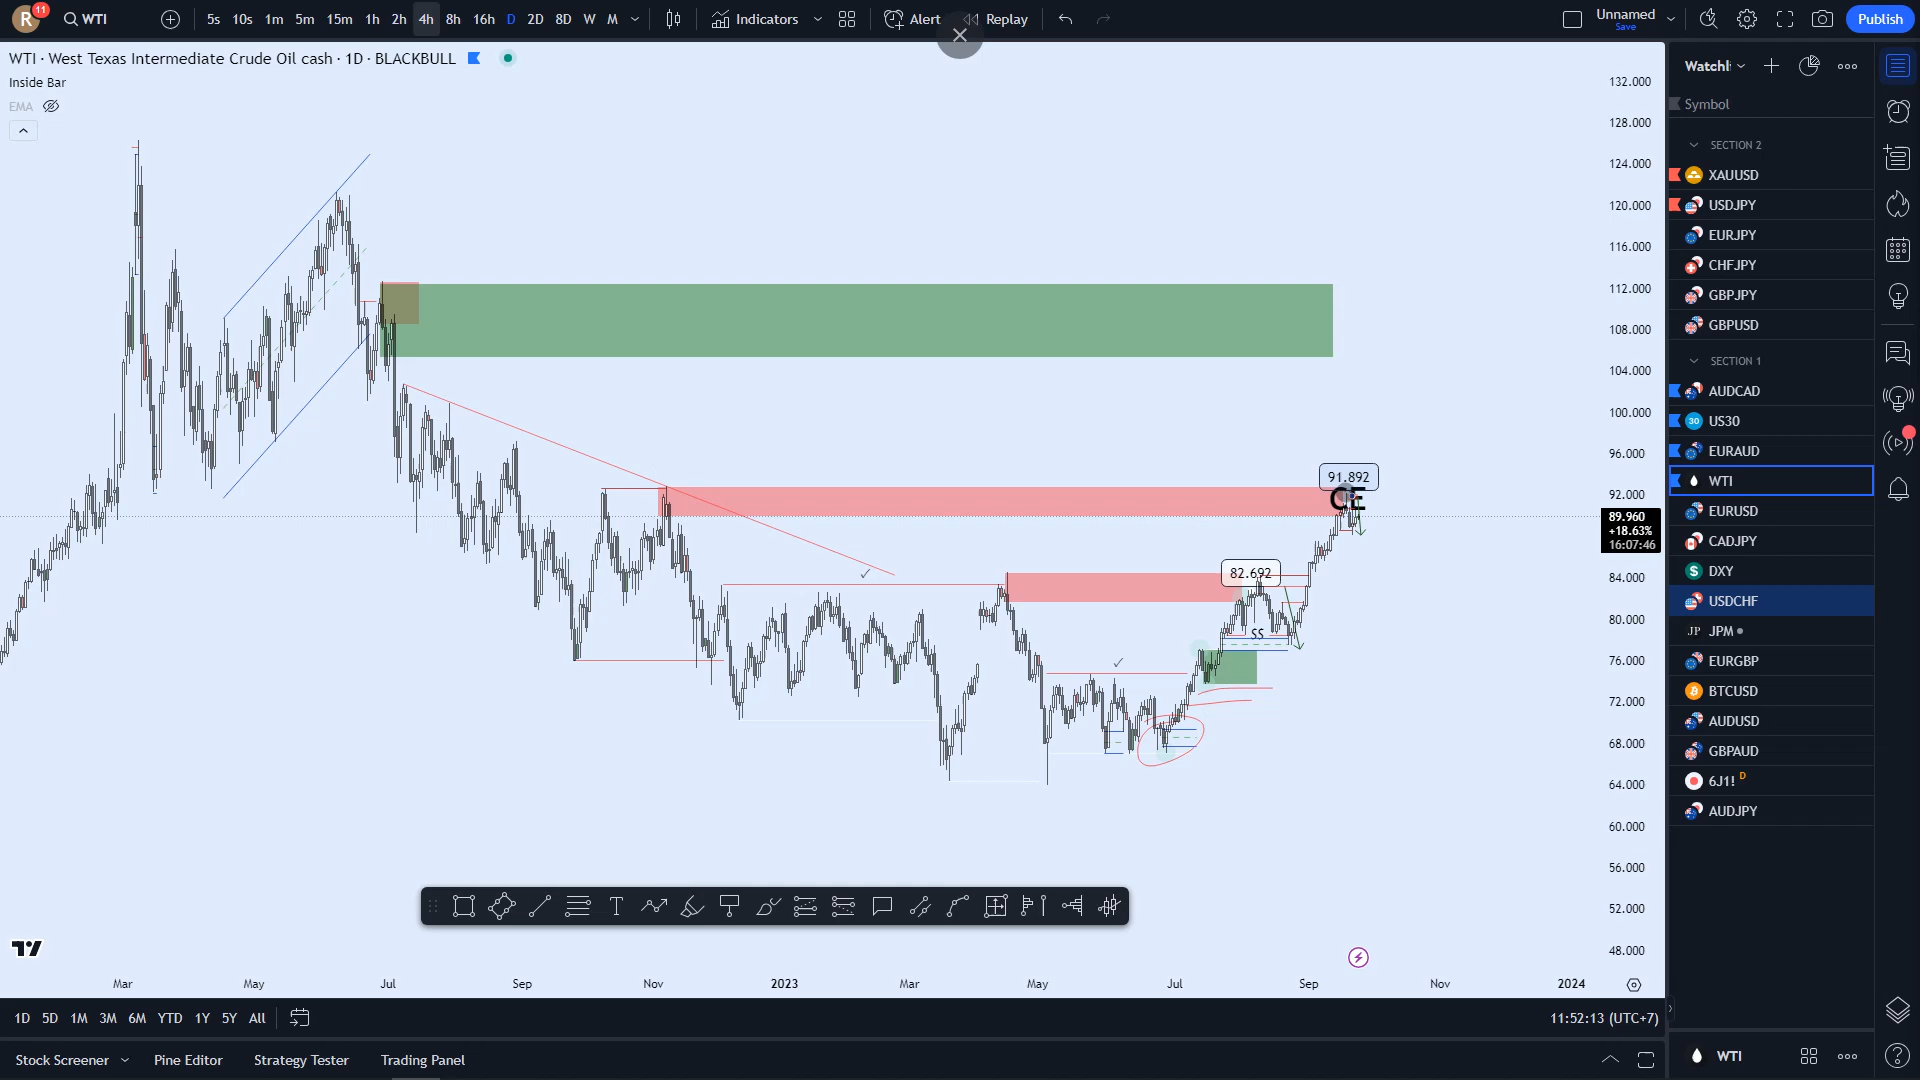 R 11 WTI 5s 10s 1m 5m 15m 1h 2h 4h 8h 16h D 2D 8D W M Indicators Alert Replay Unnamed Save Publish
WTI · West Texas Intermediate Crude Oil cash · 1D · BLACKBULL
Inside Bar
EMA
132.000
128.000
124.000
120.000
116.000
112.000
108.000
104.000
100.000
96.000
92.000
89.960
+18.63%
16:07:46
84.000
80.000
76.000
72.000
68.000
64.000
60.000
56.000
52.000
48.000
91.892
CE
82.692
$$
✓
✓
Mar May Jul Sep Nov 2023 Mar May Jul Sep Nov 2024
1D 5D 1M 3M 6M YTD 1Y 5Y All 11:52:13 (UTC+7)
Stock Screener Pine Editor Strategy Tester Trading Panel
Watchli
Symbol
SECTION 2
XAUUSD
USDJPY
EURJPY
CHFJPY
GBPJPY
GBPUSD
SECTION 1
AUDCAD
30 US30
EURAUD
WTI
EURUSD
CADJPY
$ DXY
USDCHF
JP JPM
EURGBP
BTCUSD
AUDUSD
GBPAUD
6J1! D
AUDJPY
WTI